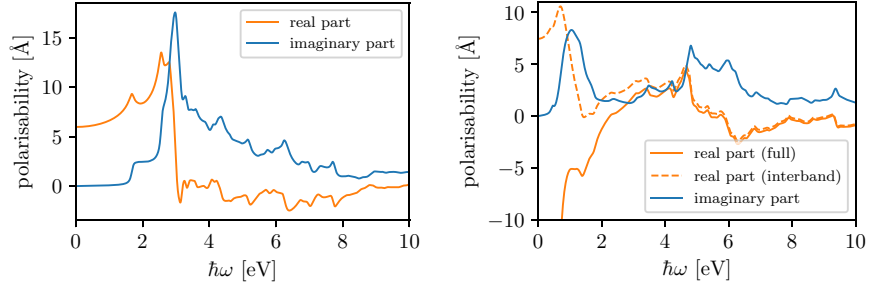 real part
imaginary part
polarisability [Å]
15
10
5
0
0 2 4 6 8 10
ħω [eV]
10
5
0
−5
−10
polarisability [Å]
real part (full)
real part (interband)
imaginary part
0 2 4 6 8 10
ħω [eV]